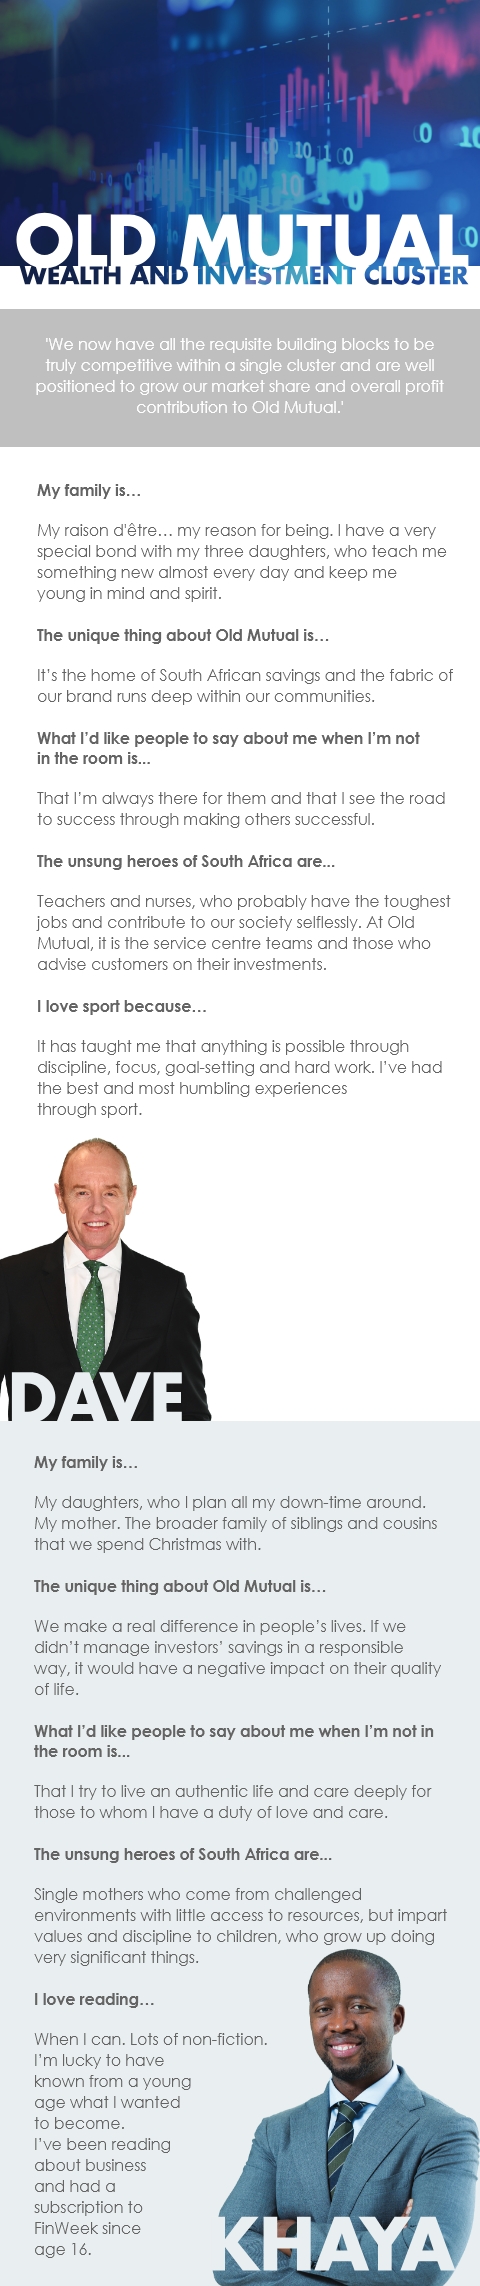 0 10
0 110 11 00
1 1 0
10
10
0
OLD MUTUAL
WEALTH AND INVESTMENT CLUSTER
'We now have all the requisite building blocks to be
truly competitive within a single cluster and are well
positioned to grow our market share and overall profit
contribution to Old Mutual.'
My family is...
My raison d'être... my reason for being. I have a very
special bond with my three daughters, who teach me
something new almost every day and keep me
young in mind and spirit.
The unique thing about Old Mutual is...
It's the home of South African savings and the fabric of
our brand runs deep within our communities.
What I'd like people to say about me when I'm not
in the room is...
That I'm always there for them and that I see the road
to success through making others successful.
The unsung heroes of South Africa are...
Teachers and nurses, who probably have the toughest
jobs and contribute to our society selflessly. At Old
Mutual, it is the service centre teams and those who
advise customers on their investments.
I love sport because...
It has taught me that anything is possible through
discipline, focus, goal-setting and hard work. I've had
the best and most humbling experiences
through sport.
DAVE
My family is...
My daughters, who I plan all my down-time around.
My mother. The broader family of siblings and cousins
that we spend Christmas with.
The unique thing about Old Mutual is...
We make a real difference in people's lives. If we
didn't manage investors' savings in a responsible
way, it would have a negative impact on their quality
of life.
What I'd like people to say about me when I'm not in
the room is...
That I try to live an authentic life and care deeply for
those to whom I have a duty of love and care.
The unsung heroes of South Africa are...
Single mothers who come from challenged
environments with little access to resources, but impart
values and discipline to children, who grow up doing
very significant things.
I love reading...
When I can. Lots of non-fiction.
I'm lucky to have
known from a young
age what I wanted
to become.
I've been reading
about business
and had a
subscription to
FinWeek since
age 16.
KHAYA